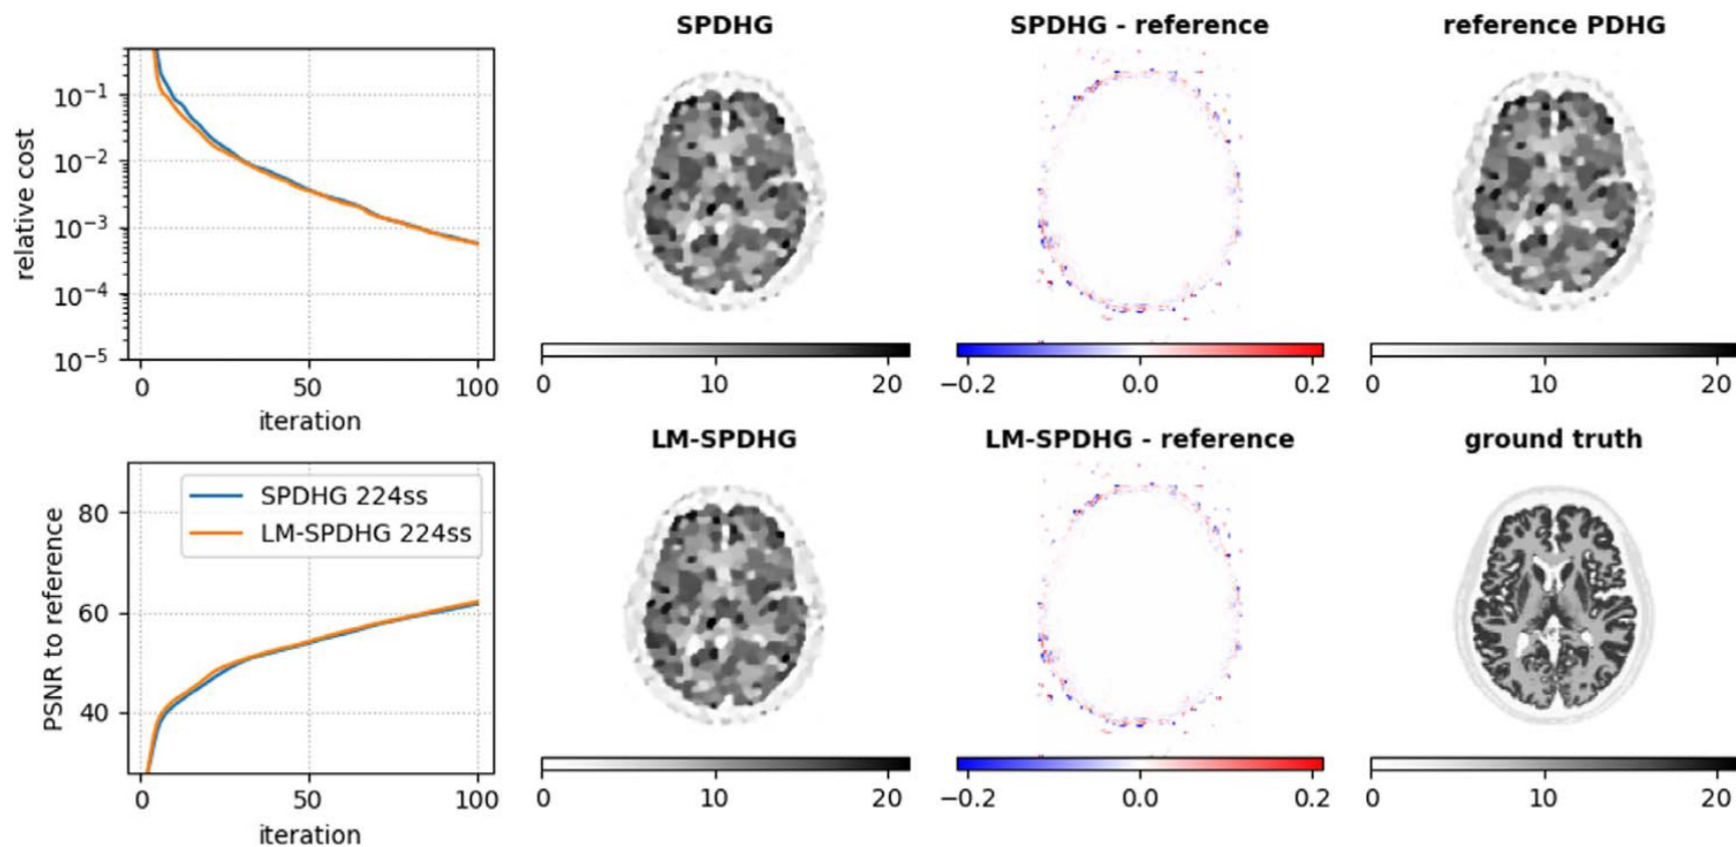 SPDHG
SPDHG - reference
reference PDHG
10⁻¹
10⁻²
10⁻³
10⁻⁴
10⁻⁵
relative cost
0 50 100
iteration
0 10 20
−0.2 0.0 0.2
0 10 20
LM-SPDHG
LM-SPDHG - reference
ground truth
SPDHG 224ss
LM-SPDHG 224ss
80
60
40
PSNR to reference
0 50 100
iteration
0 10 20
−0.2 0.0 0.2
0 10 20